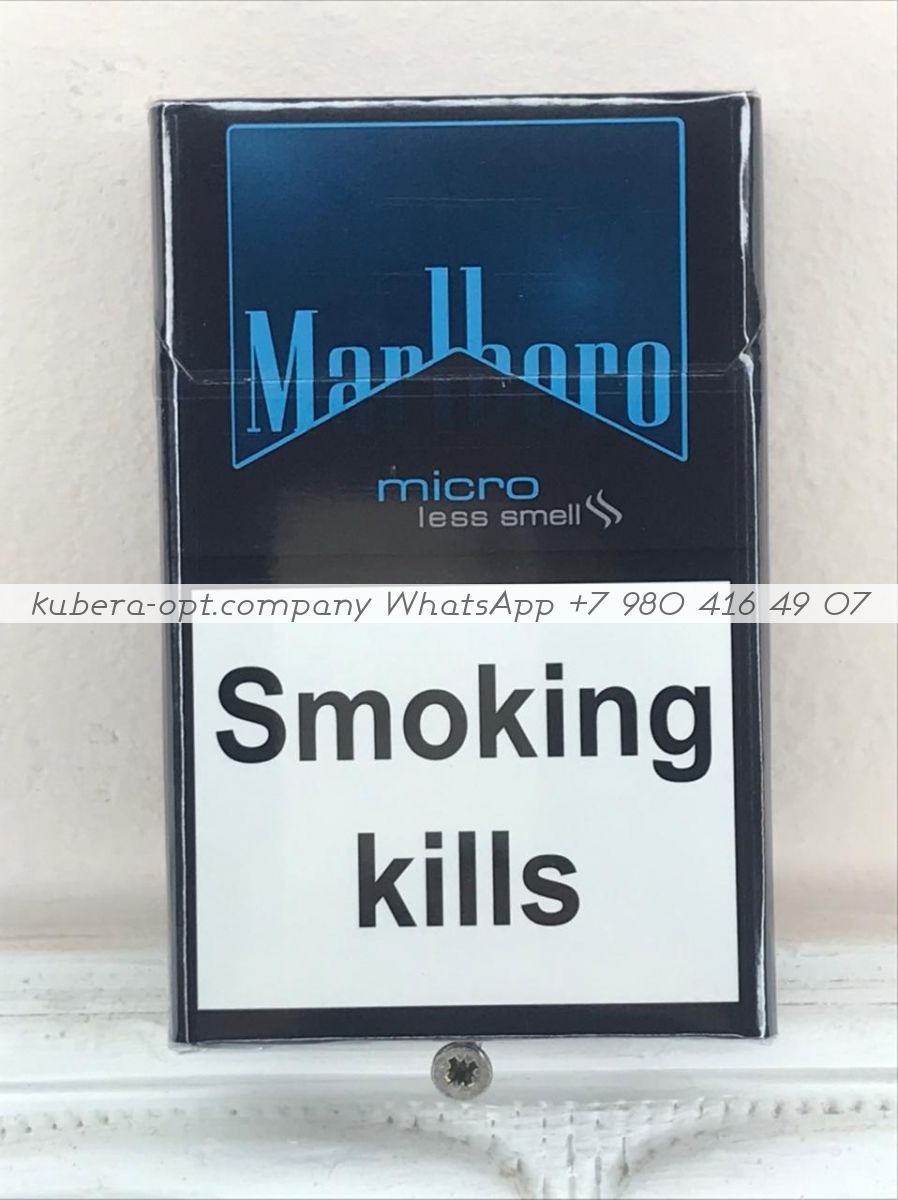 Marlboro
micro
less smell
kubera-opt.company WhatsApp +7 980 416 49 07
Smoking
kills